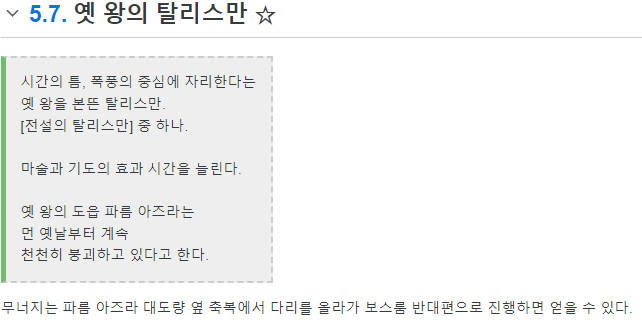 5.7. 옛 왕의 탈리스만 ☆
시간의 틈, 폭풍의 중심에 자리한다는
옛 왕을 본뜬 탈리스만.
[전설의 탈리스만] 중 하나.
마술과 기도의 효과 시간을 늘린다.
옛 왕의 도읍 파름 아즈라는
먼 옛날부터 계속
천천히 붕괴하고 있다고 한다.
무너지는 파름 아즈라 대도량 옆 축복에서 다리를 올라가 보스룸 반대편으로 진행하면 얻을 수 있다.